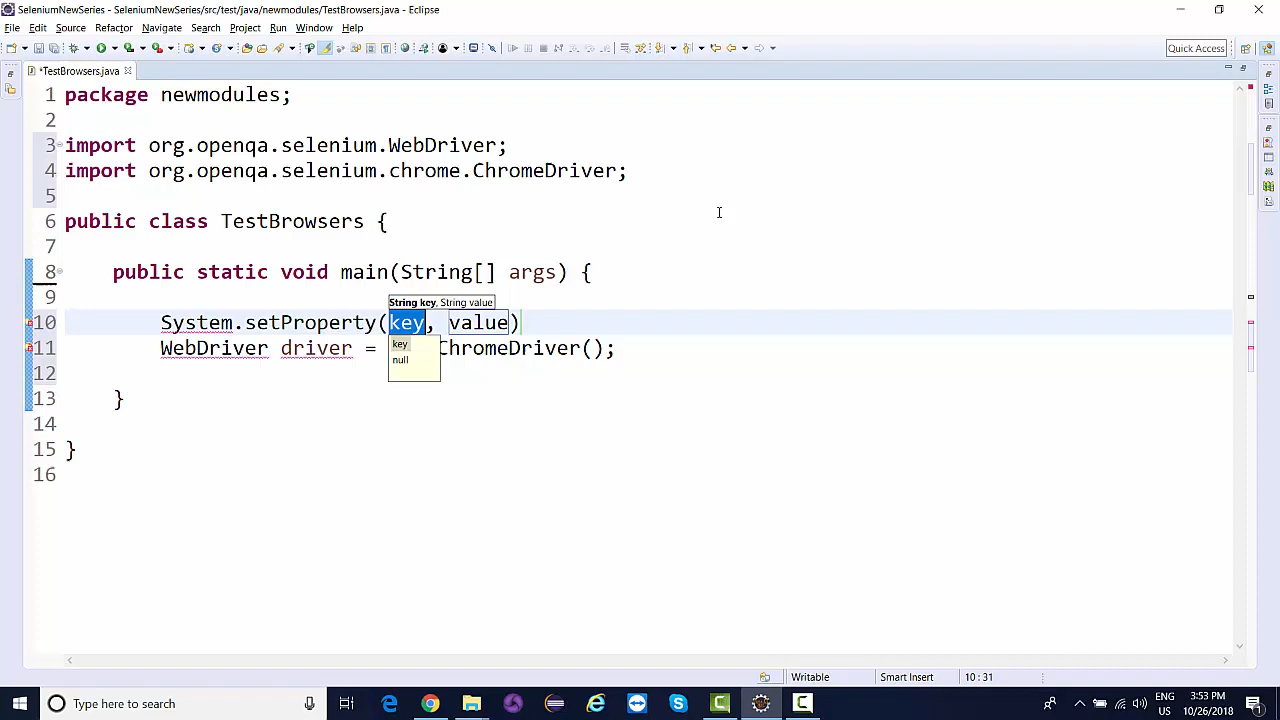 SeleniumNewSeries - SeleniumNewSeries/src/test/java/newmodules/TestBrowsers.java - Eclipse
File Edit Source Refactor Navigate Search Project Run Window Help
Quick Access
*TestBrowsers.java
1 package newmodules;
2
3 import org.openqa.selenium.WebDriver;
4 import org.openqa.selenium.chrome.ChromeDriver;
5
6 public class TestBrowsers {
7
8 public static void main(String[] args) {
9
String key, String value
10 System.setProperty(key, value)
11 WebDriver driver = ChromeDriver();
key
null
12
13 }
14
15 }
16
Writable Smart Insert 10 : 31
Type here to search
ENG 3:53 PM
US 10/26/2018
1